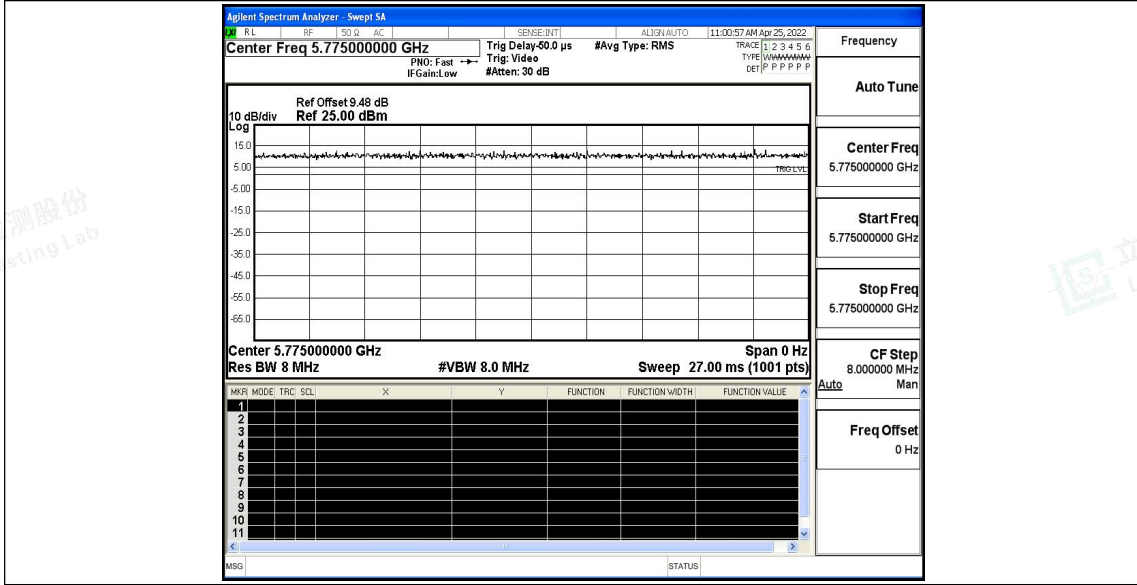 Agilent Spectrum Analyzer - Swept SA
RL RF 50 Ω AC SENSE:INT ALIGN AUTO 11:00:57 AM Apr 25, 2022
Center Freq 5.775000000 GHz
PNO: Fast
IFGain:Low
Trig Delay-50.0 µs
Trig: Video
#Atten: 30 dB
#Avg Type: RMS
TRACE 1 2 3 4 5 6
TYPE WWWWWW
DET P P P P P P
Ref Offset 9.48 dB
10 dB/div Ref 25.00 dBm
Log
15.0
5.00
TRIG LVL
-5.00
-15.0
-25.0
-35.0
-45.0
-55.0
-65.0
Center 5.775000000 GHz Span 0 Hz
Res BW 8 MHz #VBW 8.0 MHz Sweep 27.00 ms (1001 pts)
MKR MODE TRC SCL X Y FUNCTION FUNCTION WIDTH FUNCTION VALUE
1
2
3
4
5
6
7
8
9
10
11
MSG STATUS
Frequency
Auto Tune
Center Freq
5.775000000 GHz
Start Freq
5.775000000 GHz
Stop Freq
5.775000000 GHz
CF Step
8.000000 MHz
Auto Man
Freq Offset
0 Hz
测股份
sting Lab
立